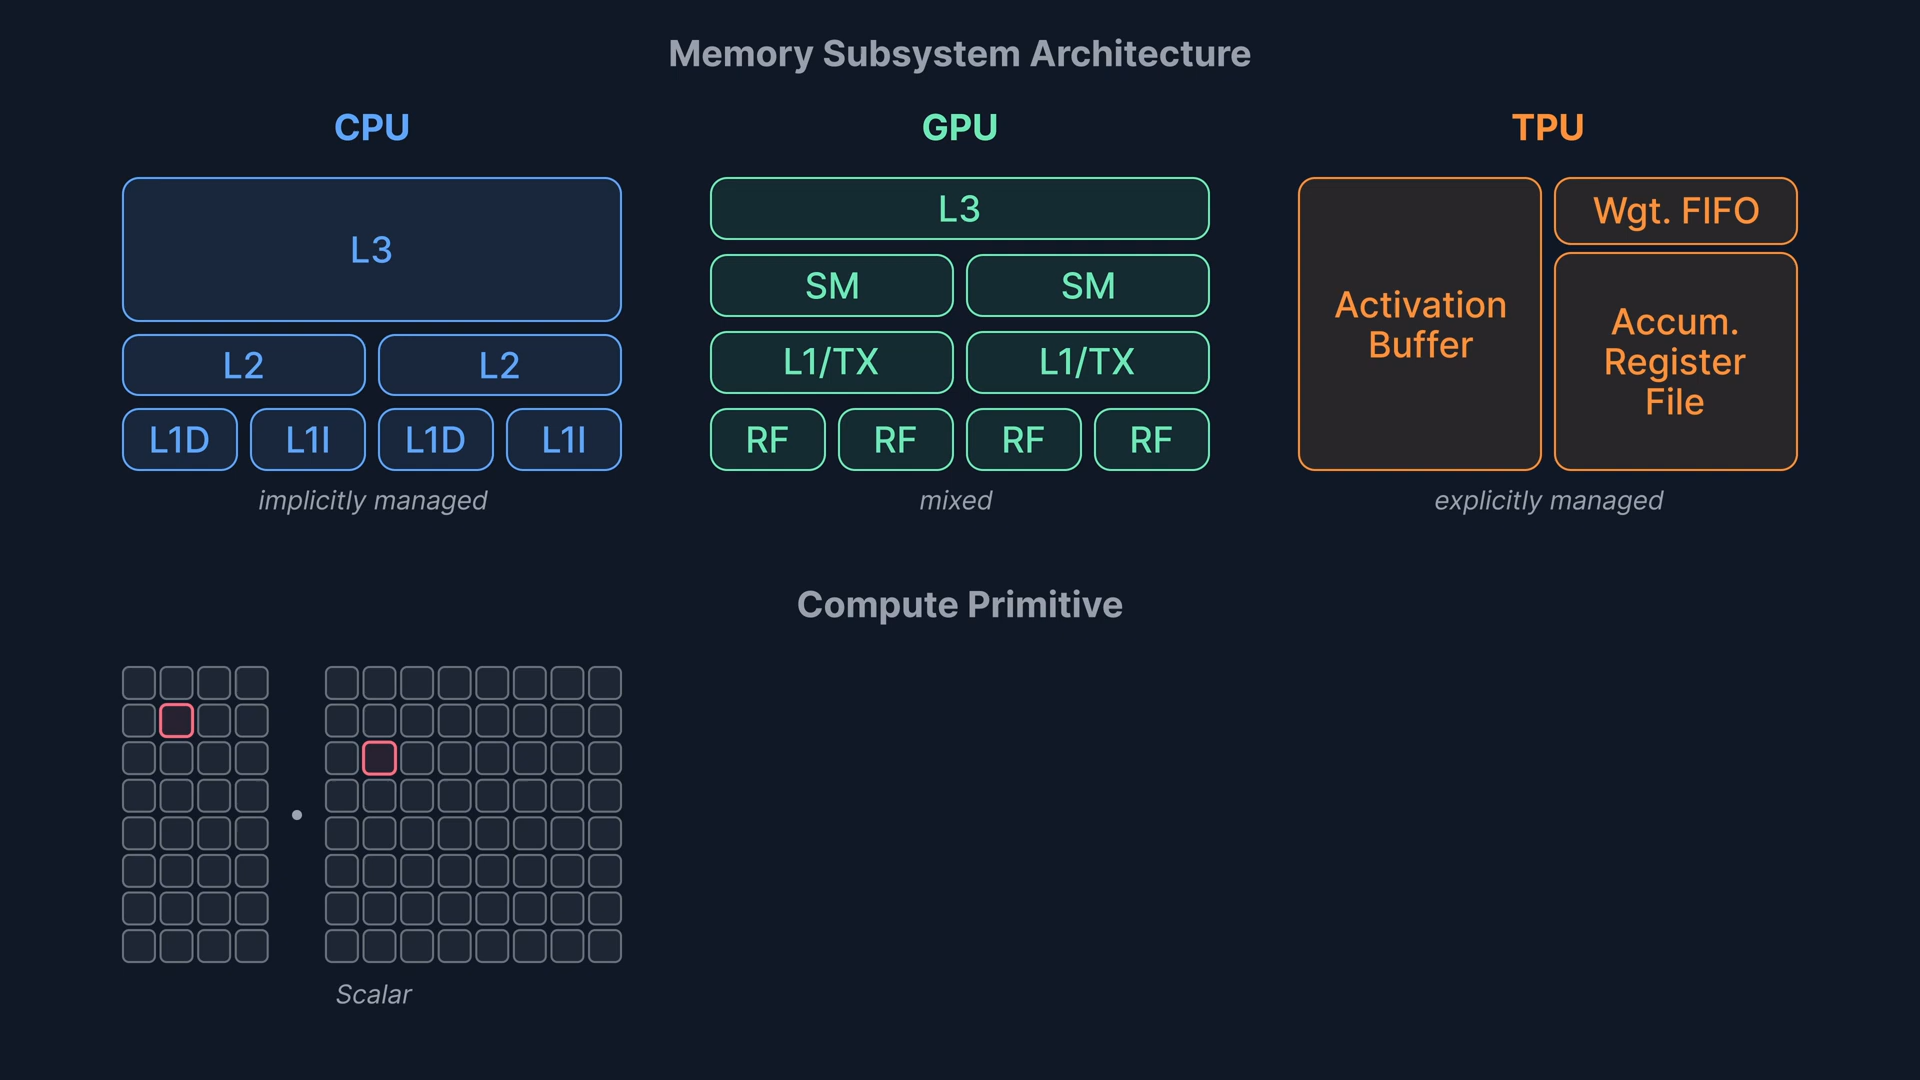 Memory Subsystem Architecture
CPU
GPU
TPU
L3
L2 L2
L1D L1I L1D L1I
implicitly managed
L3
SM SM
L1/TX L1/TX
RF RF RF RF
mixed
Activation
Buffer
Wgt. FIFO
Accum.
Register
File
explicitly managed
Compute Primitive
Scalar